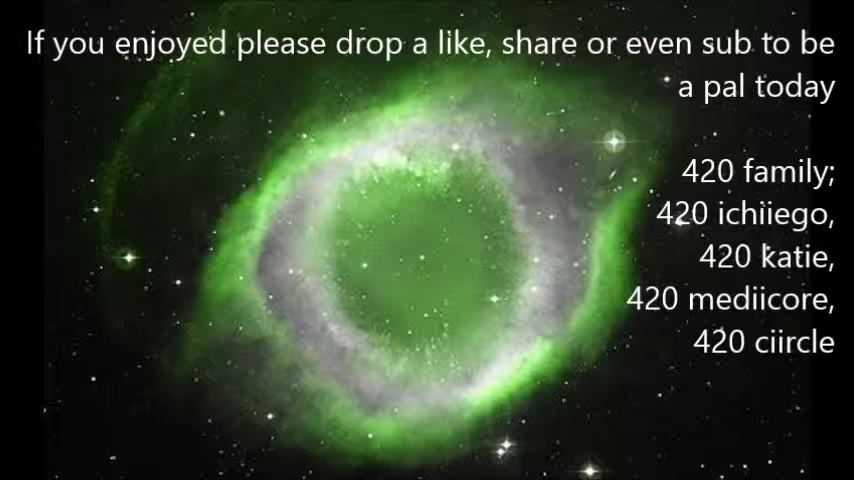 If you enjoyed please drop a like, share or even sub to be
a pal today
420 family;
420 ichiiego,
420 katie,
420 mediicore,
420 ciircle